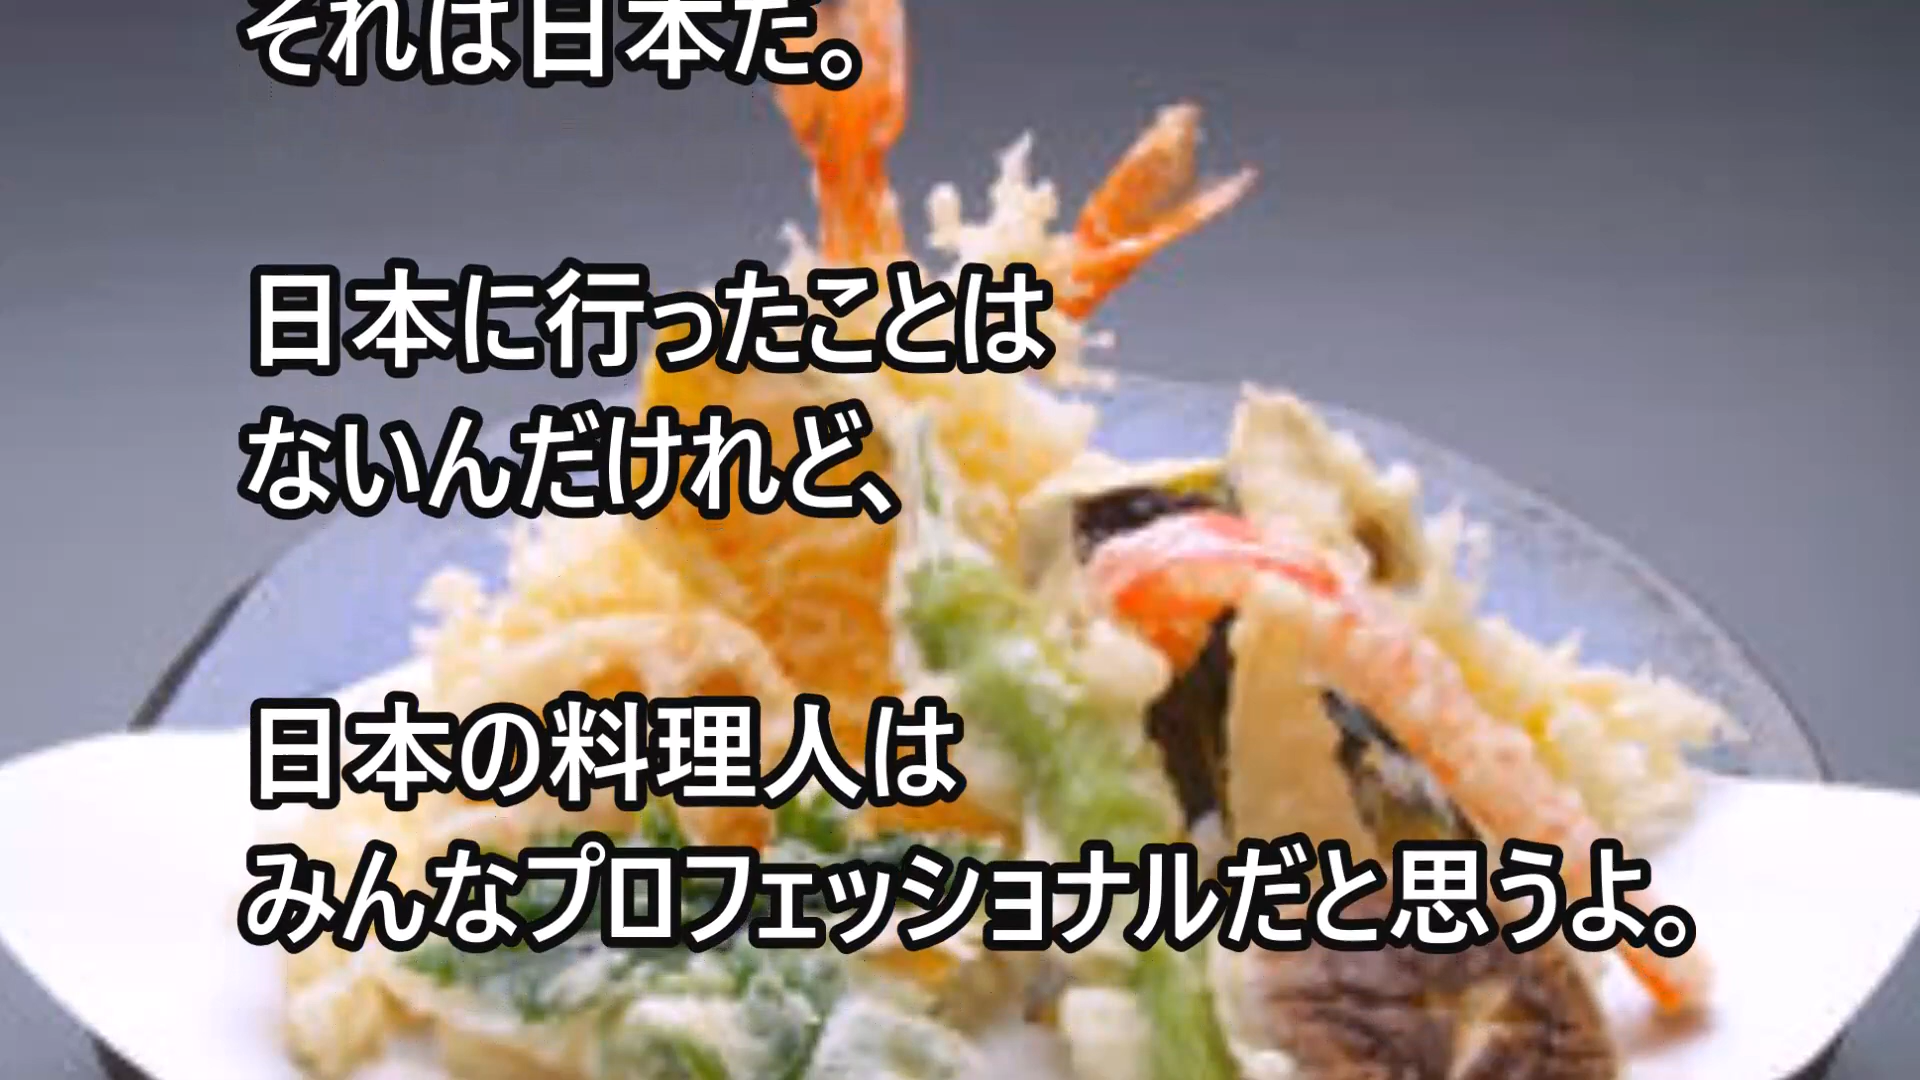 それは日本だ。
日本に行ったことは
ないんだけれど、
日本の料理人は
みんなプロフェッショナルだと思うよ。